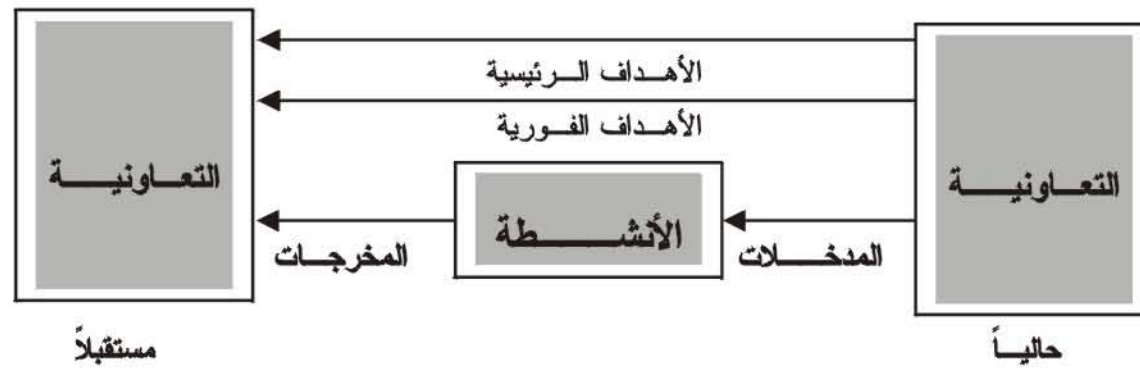 الأهداف الرئيسية
الأهداف الفورية
التعاونية
الأنشطة
التعاونية
المدخلات
المخرجات
حالياً
مستقبلاً